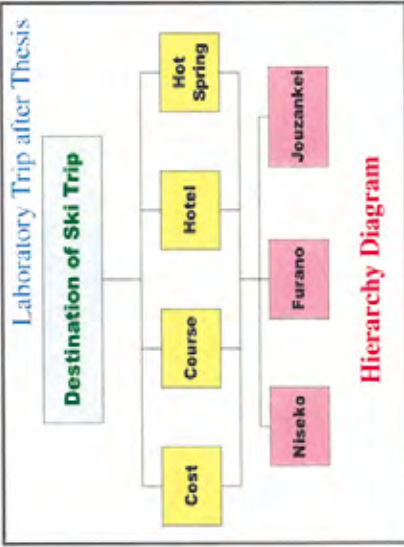 Laboratory Trip after Thesis
Destination of Ski Trip
Cost
Course
Hotel
Hot
Spring
Niseko
Furano
Jouzankei
Hierarchy Diagram